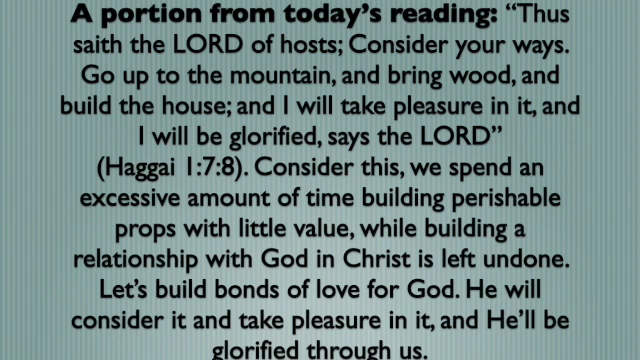 A portion from today's reading: “Thus
saith the LORD of hosts; Consider your ways.
Go up to the mountain, and bring wood, and
build the house; and I will take pleasure in it, and
I will be glorified, says the LORD”
(Haggai 1:7:8). Consider this, we spend an
excessive amount of time building perishable
props with little value, while building a
relationship with God in Christ is left undone.
Let's build bonds of love for God. He will
consider it and take pleasure in it, and He'll be
glorified through us.